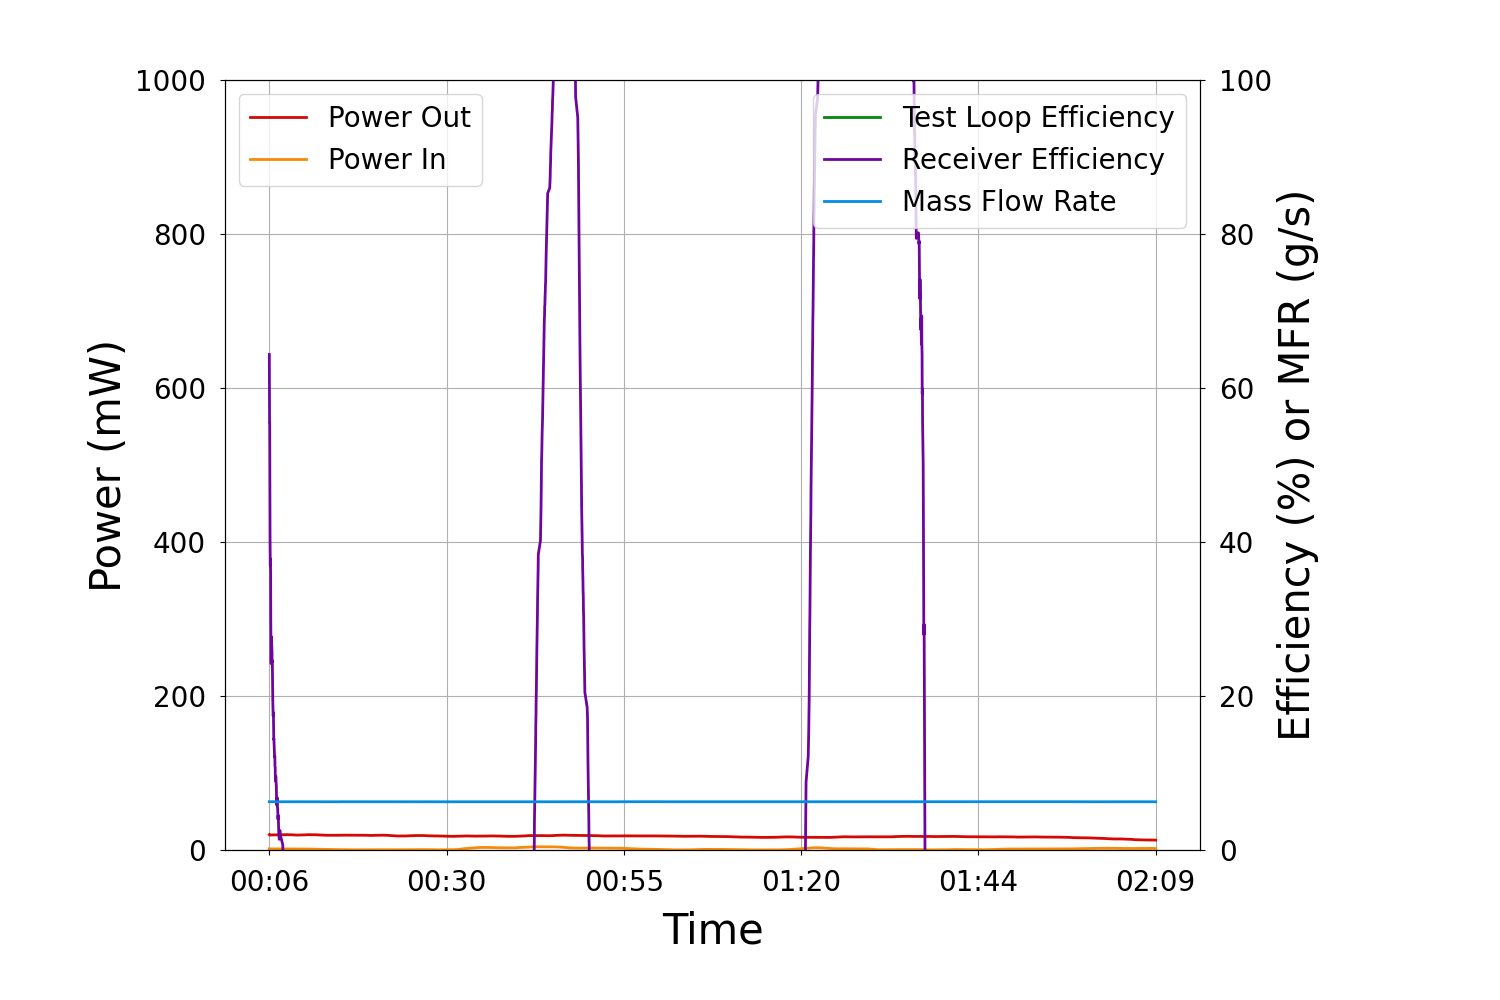 1000
800
600
400
200
0
Power (mW)
Power Out
Power In
Test Loop Efficiency
Receiver Efficiency
Mass Flow Rate
100
80
60
40
20
0
Efficiency (%) or MFR (g/s)
00:06 00:30 00:55 01:20 01:44 02:09
Time